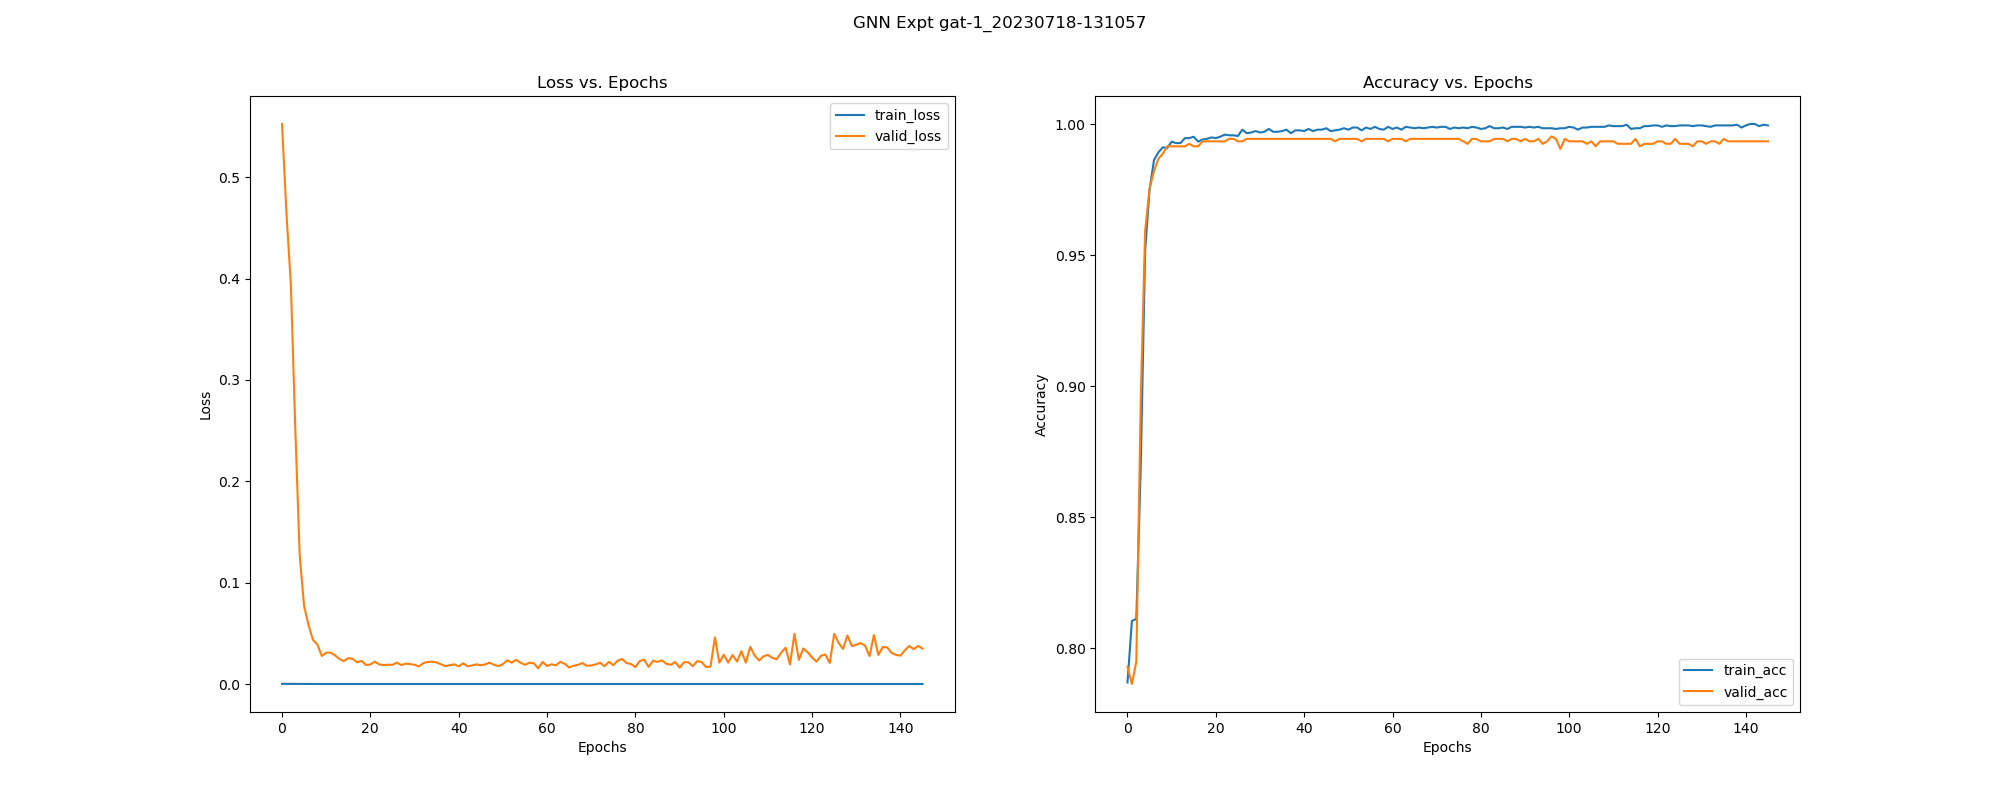 GNN Expt gat-1_20230718-131057
Loss vs. Epochs
train_loss
valid_loss
0.5
0.4
0.3
0.2
0.1
0.0
Loss
0 20 40 60 80 100 120 140
Epochs
Accuracy vs. Epochs
1.00
0.95
0.90
0.85
0.80
Accuracy
train_acc
valid_acc
0 20 40 60 80 100 120 140
Epochs